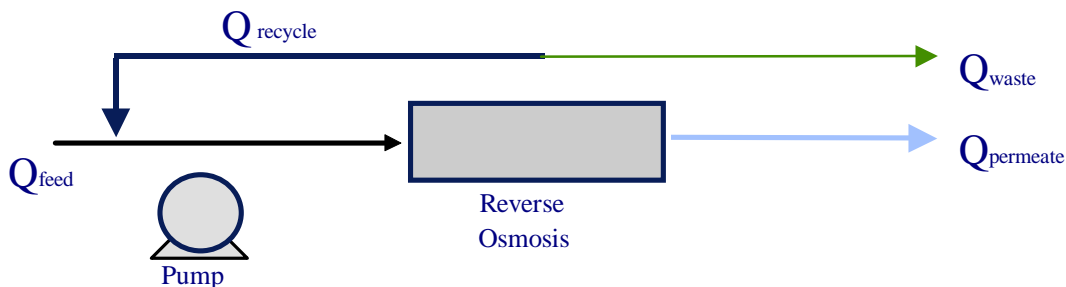 Q recycle
Q waste
Q feed
Q permeate
Reverse
Osmosis
Pump